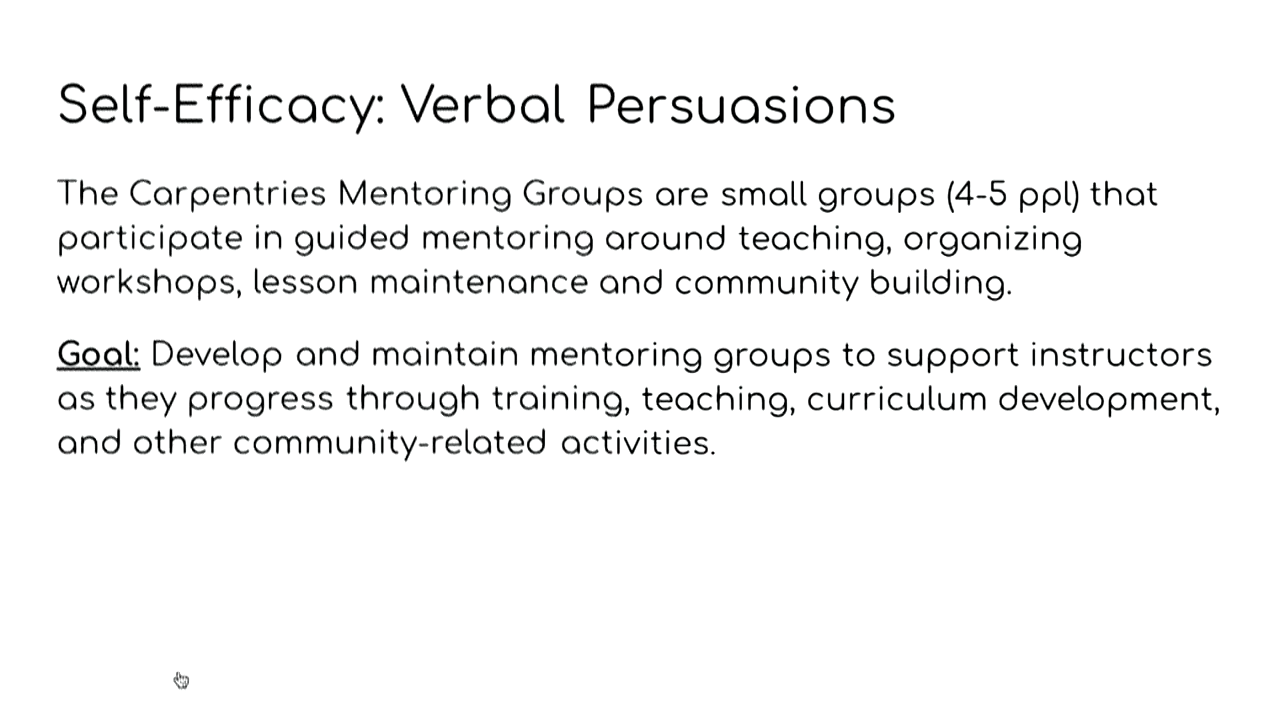 Self-Efficacy: Verbal Persuasions
The Carpentries Mentoring Groups are small groups (4-5 ppl) that
participate in guided mentoring around teaching, organizing
workshops, lesson maintenance and community building.
Goal: Develop and maintain mentoring groups to support instructors
as they progress through training, teaching, curriculum development,
and other community-related activities.